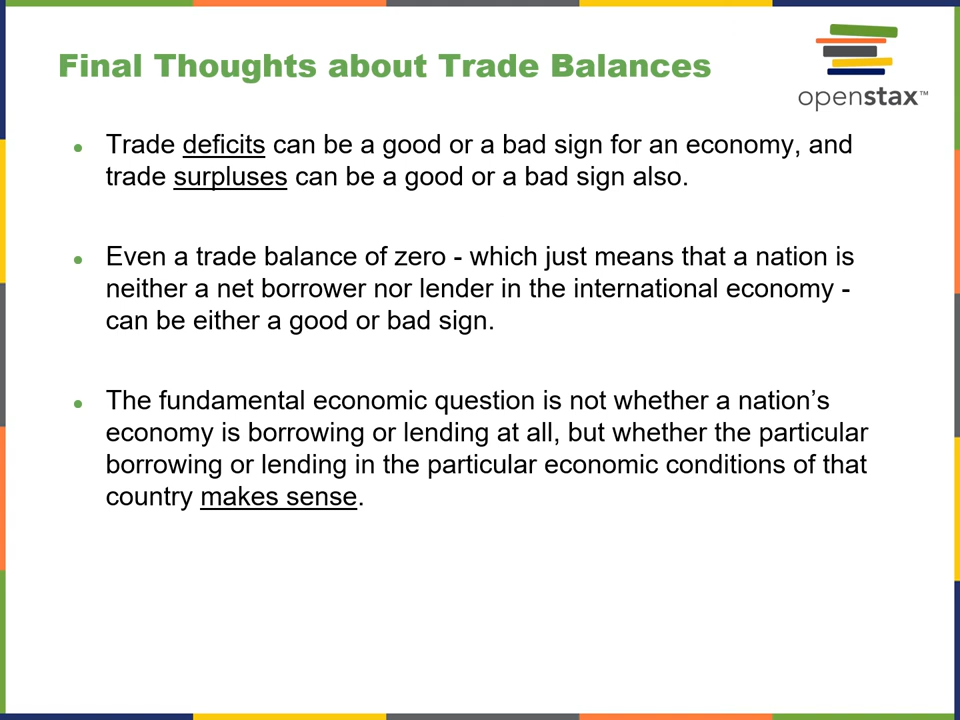 Final Thoughts about Trade Balances
openstax™
● Trade deficits can be a good or a bad sign for an economy, and
trade surpluses can be a good or a bad sign also.
● Even a trade balance of zero - which just means that a nation is
neither a net borrower nor lender in the international economy -
can be either a good or bad sign.
● The fundamental economic question is not whether a nation’s
economy is borrowing or lending at all, but whether the particular
borrowing or lending in the particular economic conditions of that
country makes sense.